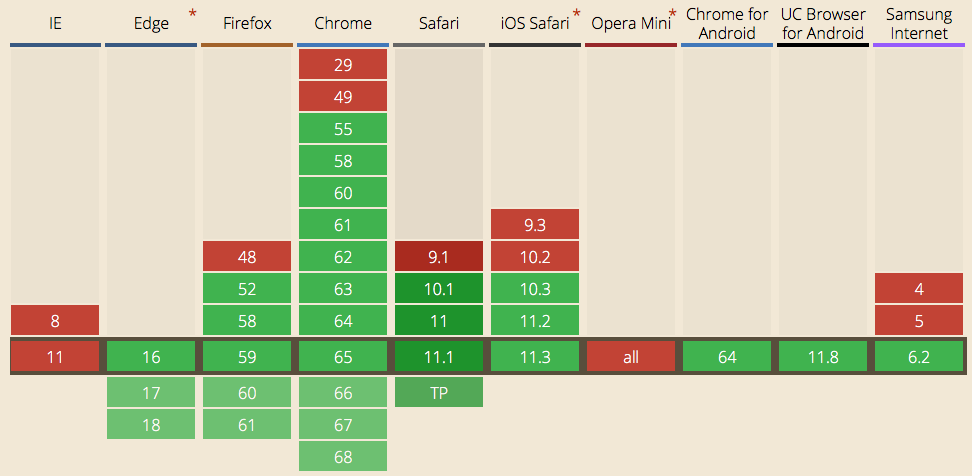 IE Edge * Firefox Chrome Safari iOS Safari * Opera Mini * Chrome for Android UC Browser for Android Samsung Internet
29
49
55
58
60
61 9.3
48 62 9.1 10.2
52 63 10.1 10.3 4
8 58 64 11 11.2 5
11 16 59 65 11.1 11.3 all 64 11.8 6.2
17 60 66 TP
18 61 67
68